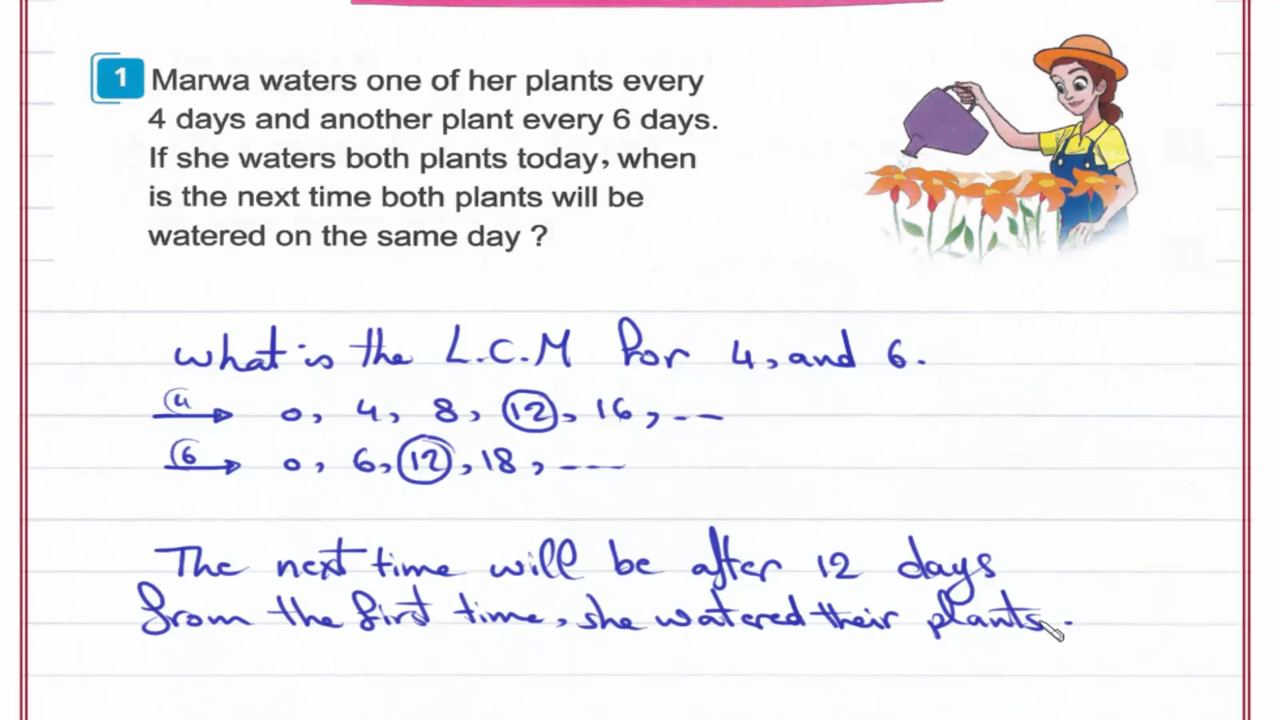 1 Marwa waters one of her plants every
4 days and another plant every 6 days.
If she waters both plants today, when
is the next time both plants will be
watered on the same day ?
what is the L.C.M for 4, and 6.
4 → 0, 4, 8, 12, 16, ---
6 → 0, 6, 12, 18, ---
The next time will be after 12 days
from the first time, she watered their plants.